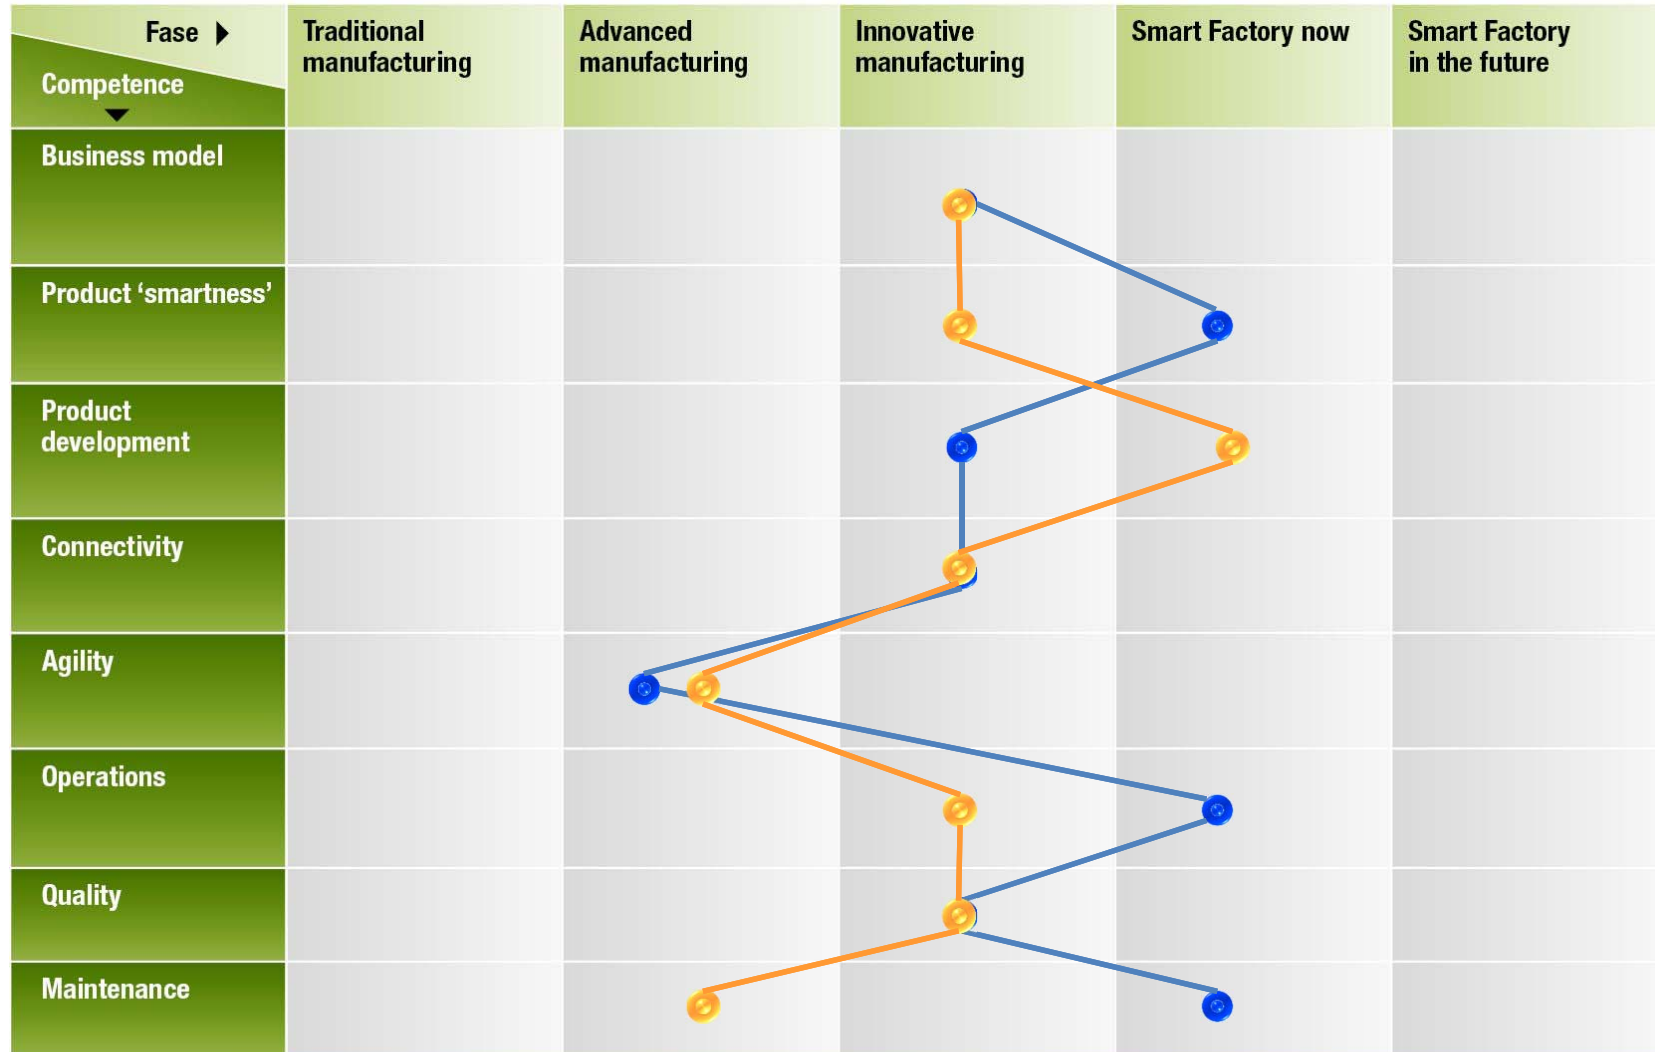 Fase
Traditional
manufacturing
Advanced
manufacturing
Innovative
manufacturing
Smart Factory now
Smart Factory
in the future
Competence
Business model
Product ‘smartness’
Product
development
Connectivity
Agility
Operations
Quality
Maintenance